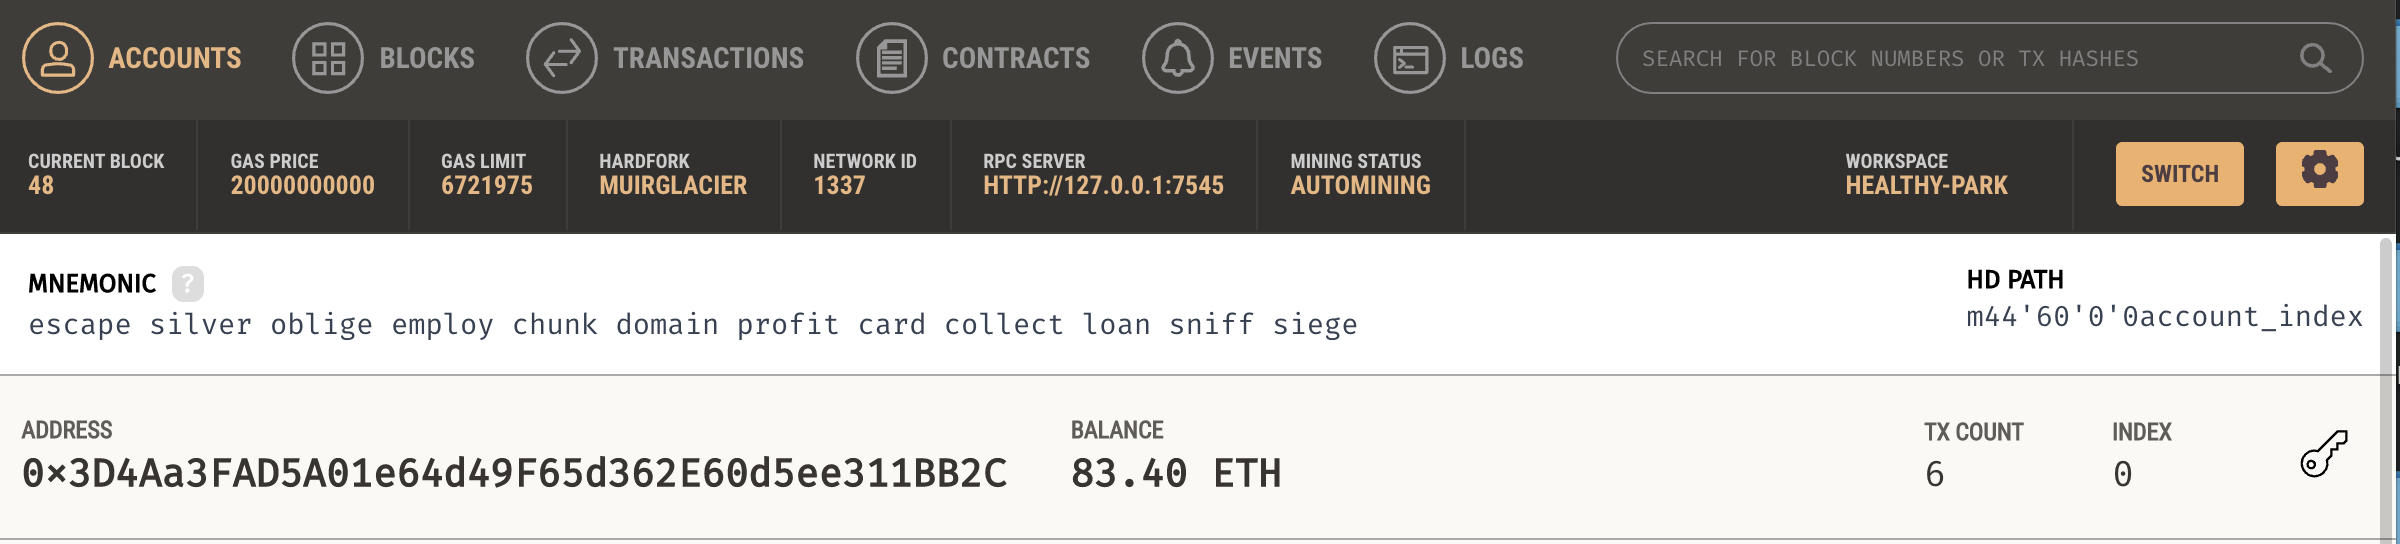 ACCOUNTS BLOCKS TRANSACTIONS CONTRACTS EVENTS LOGS SEARCH FOR BLOCK NUMBERS OR TX HASHES
CURRENT BLOCK GAS PRICE GAS LIMIT HARDFORK NETWORK ID RPC SERVER MINING STATUS WORKSPACE
48 20000000000 6721975 MUIRGLACIER 1337 HTTP://127.0.0.1:7545 AUTOMINING HEALTHY-PARK SWITCH
MNEMONIC ? HD PATH
escape silver oblige employ chunk domain profit card collect loan sniff siege m44'60'0'0account_index
ADDRESS BALANCE TX COUNT INDEX
0×3D4Aa3FAD5A01e64d49F65d362E60d5ee311BB2C 83.40 ETH 6 0